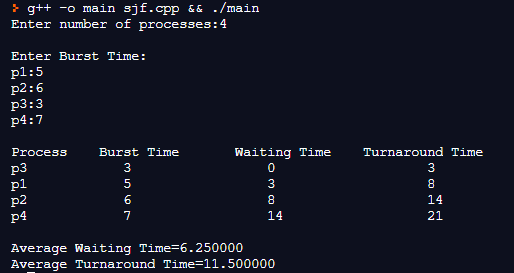 > g++ -o main sjf.cpp && ./main
Enter number of processes:4
Enter Burst Time:
p1:5
p2:6
p3:3
p4:7
Process Burst Time Waiting Time Turnaround Time
p3 3 0 3
p1 5 3 8
p2 6 8 14
p4 7 14 21
Average Waiting Time=6.250000
Average Turnaround Time=11.500000